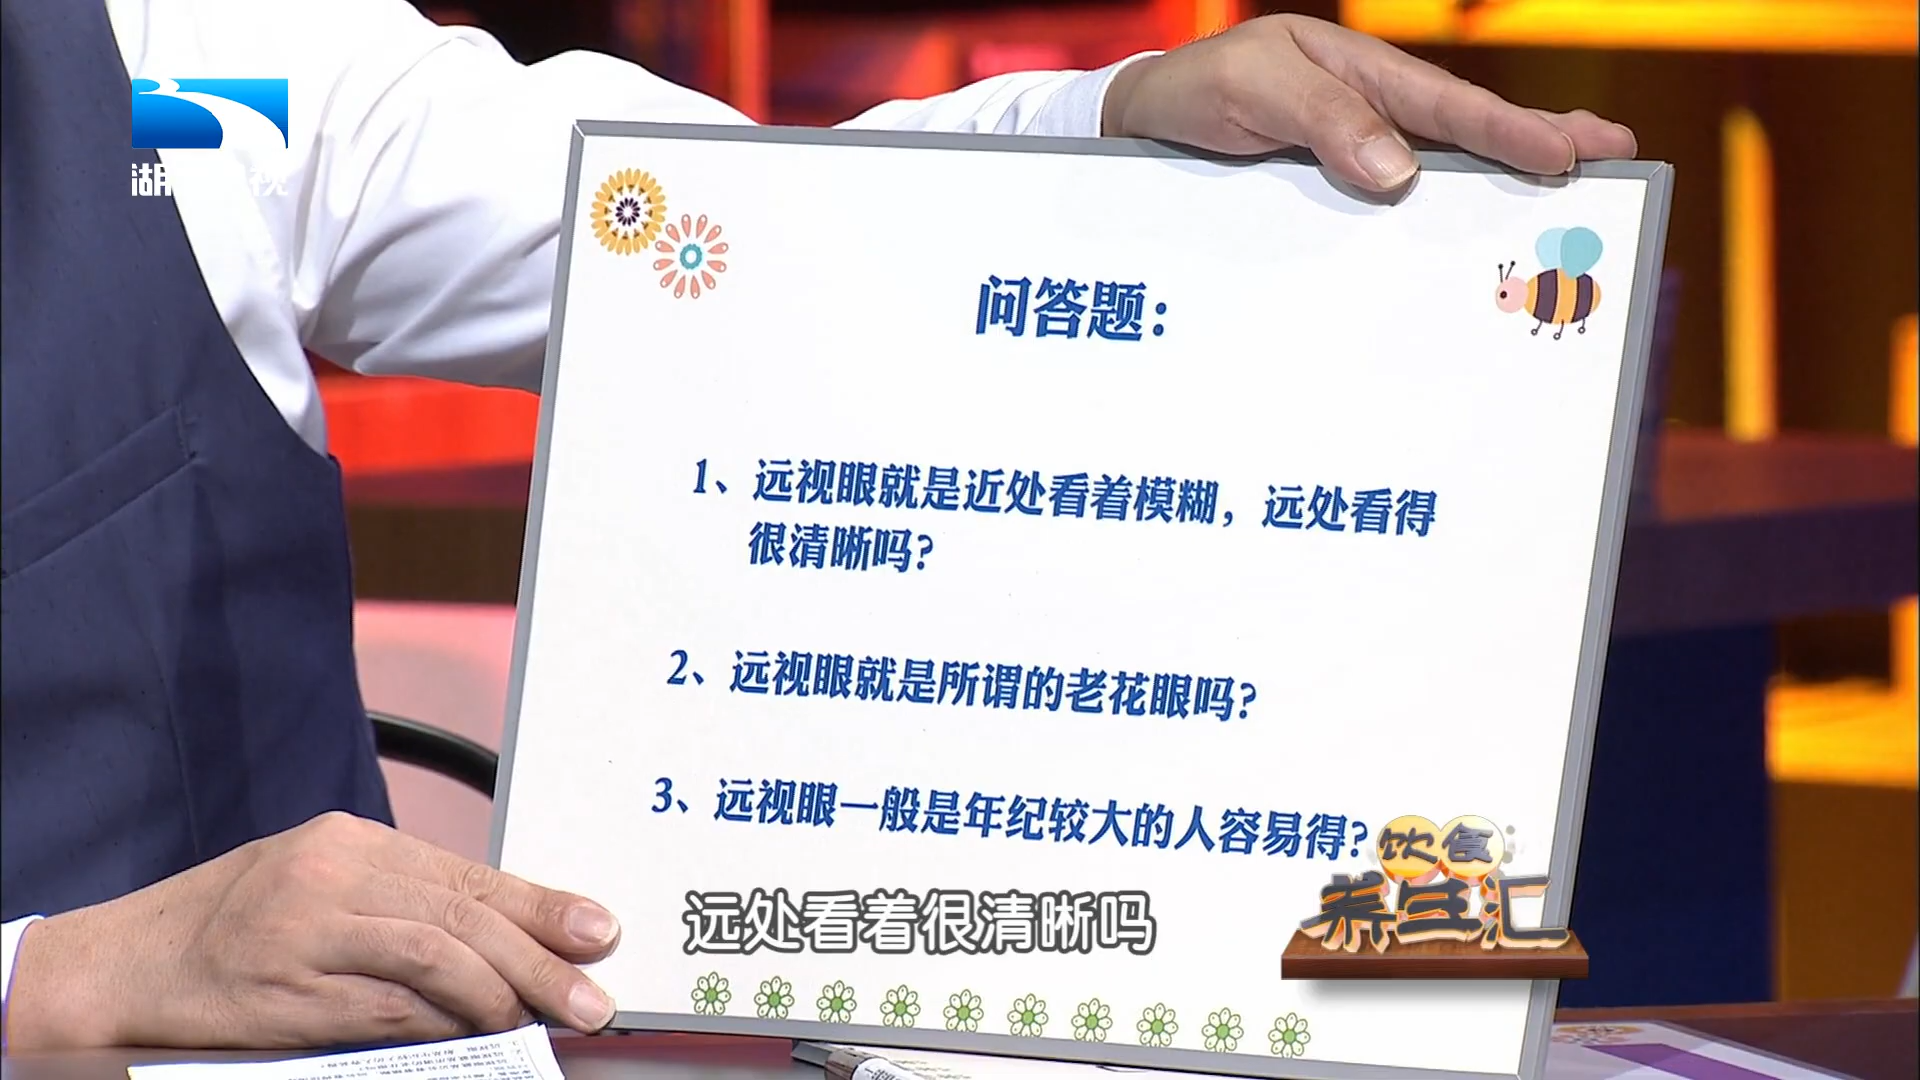 问答题：
1、远视眼就是近处看着模糊，远处看得
很清晰吗？
2、远视眼就是所谓的老花眼吗？
3、远视眼一般是年纪较大的人容易得？
饮食
养生汇
远处看着很清晰吗